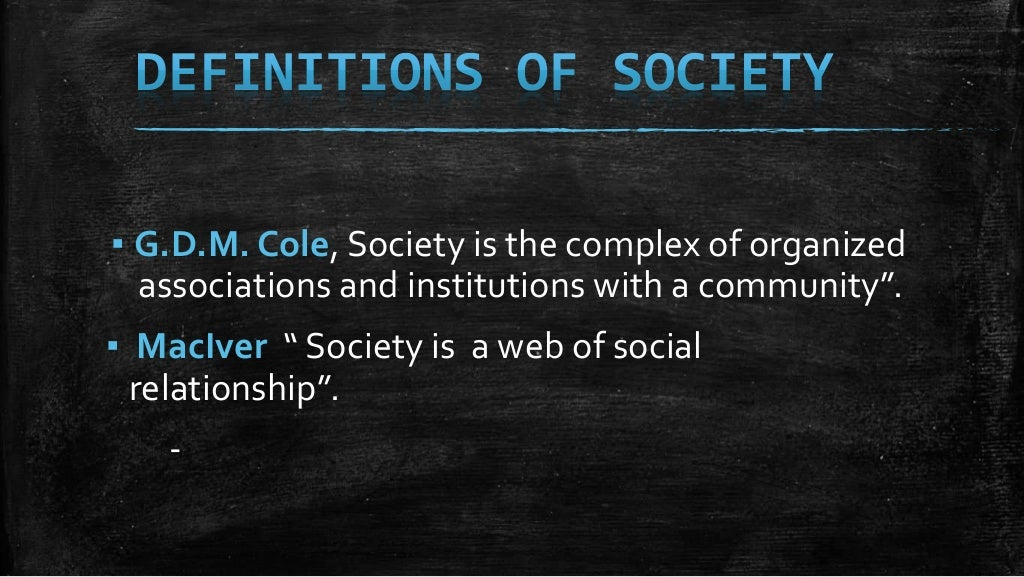 DEFINITIONS OF SOCIETY
▪ G.D.M. Cole, Society is the complex of organized
associations and institutions with a community”.
▪ MacIver “ Society is a web of social
relationship”.
-